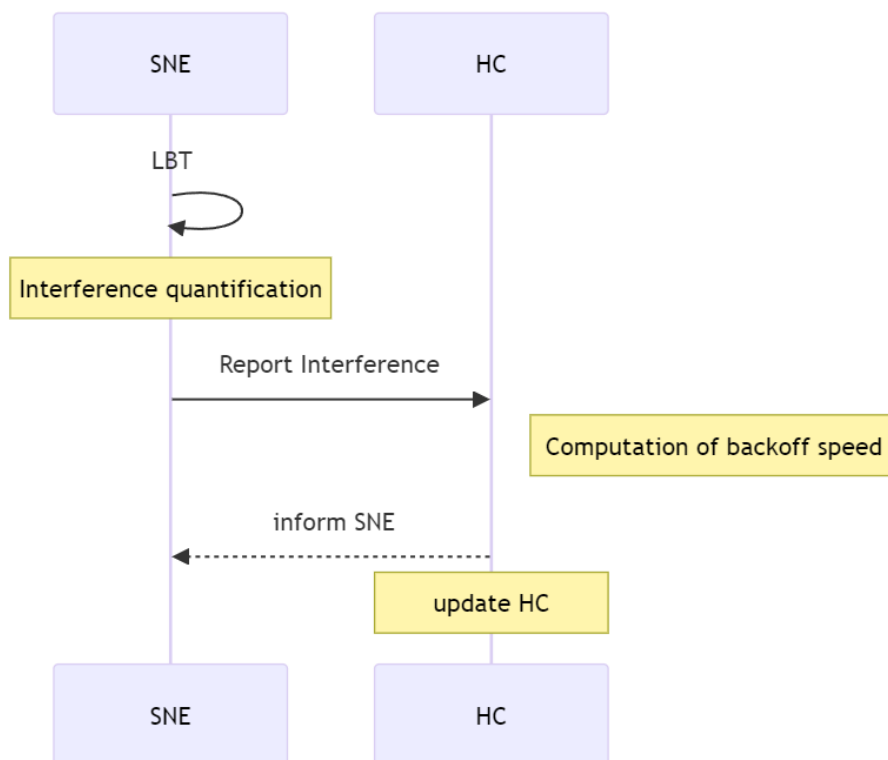 SNE
HC
LBT
Interference quantification
Report Interference
Computation of backoff speed
inform SNE
update HC
SNE
HC